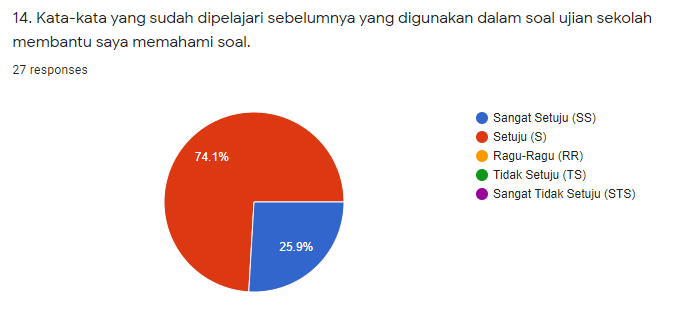 14. Kata-kata yang sudah dipelajari sebelumnya yang digunakan dalam soal ujian sekolah
membantu saya memahami soal.
27 responses
74.1%
25.9%
Sangat Setuju (SS)
Setuju (S)
Ragu-Ragu (RR)
Tidak Setuju (TS)
Sangat Tidak Setuju (STS)